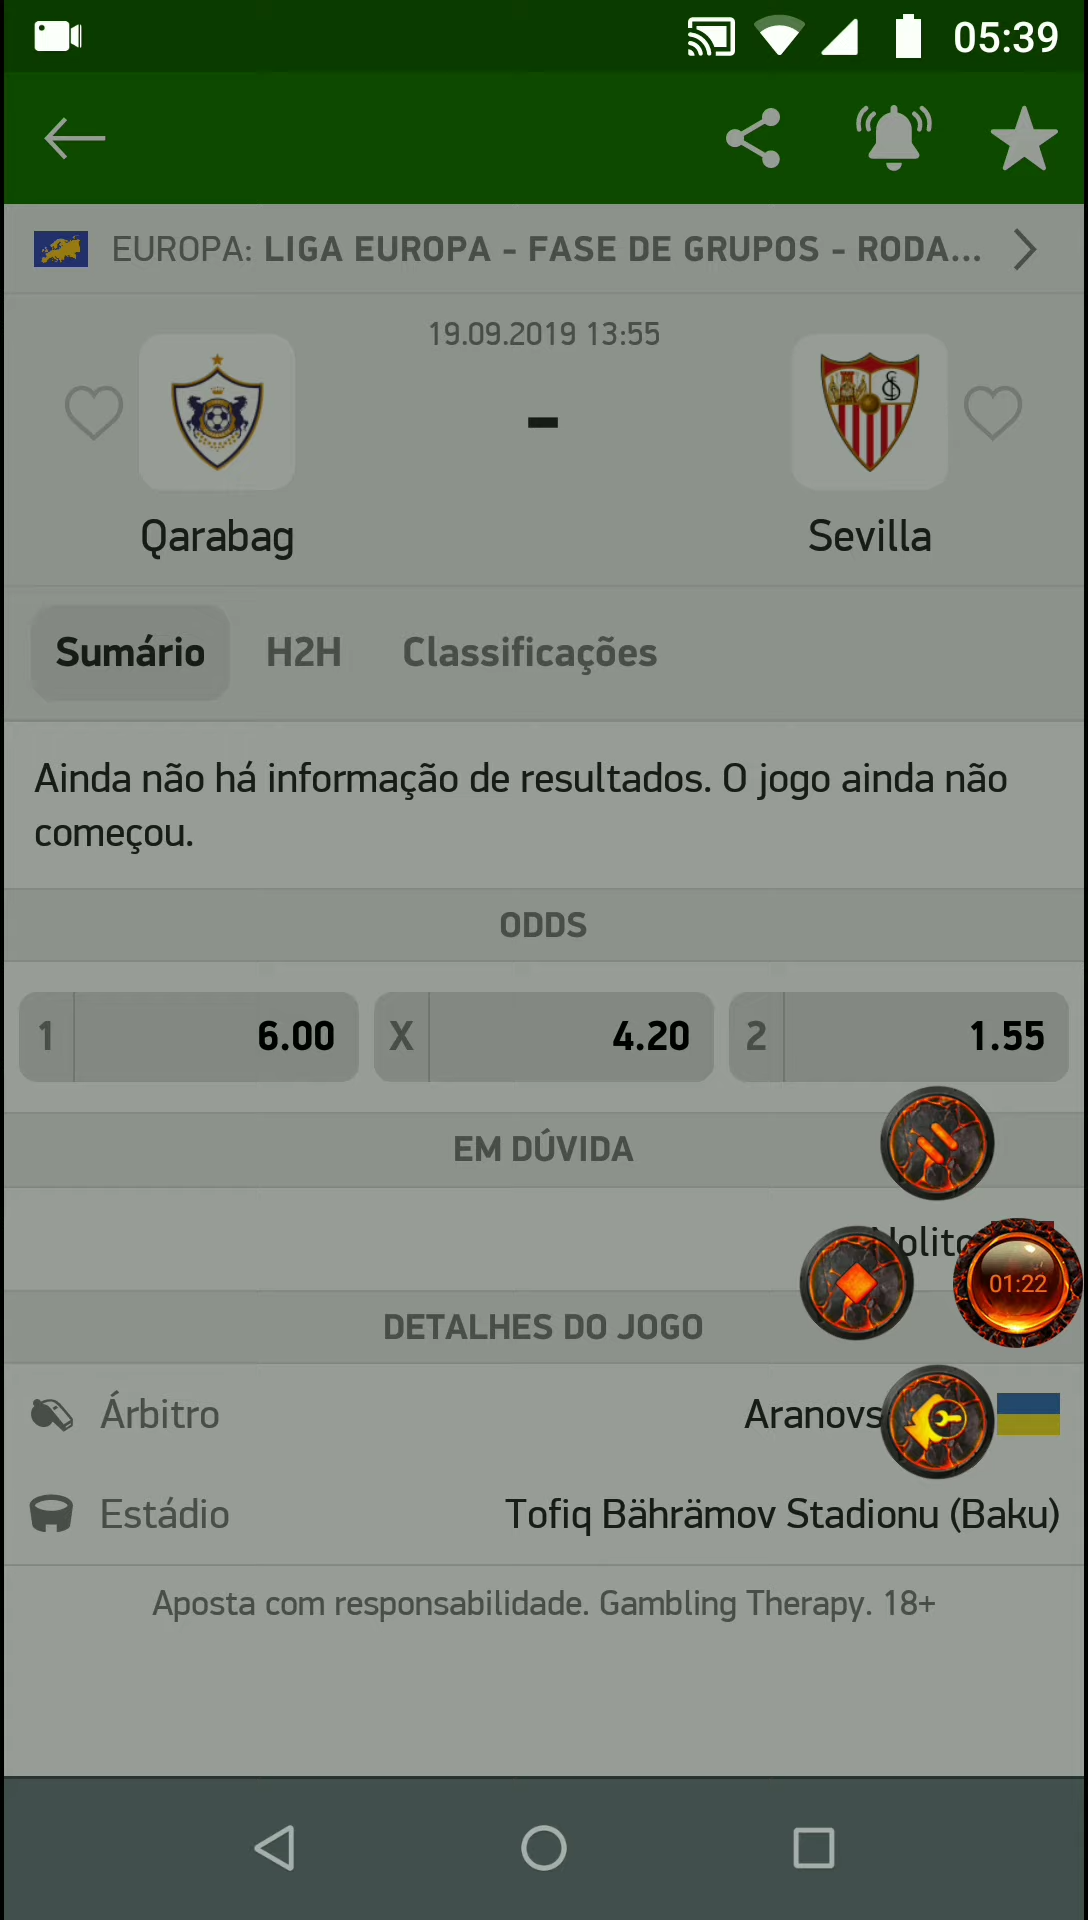 05:39
EUROPA: LIGA EUROPA - FASE DE GRUPOS - RODA...
19.09.2019 13:55
-
Qarabag
Sevilla
Sumário H2H Classificações
Ainda não há informação de resultados. O jogo ainda não
começou.
ODDS
1 6.00 X 4.20 2 1.55
EM DÚVIDA
01:22
DETALHES DO JOGO
Árbitro
Estádio Tofiq Bährämov Stadionu (Baku)
Aposta com responsabilidade. Gambling Therapy. 18+